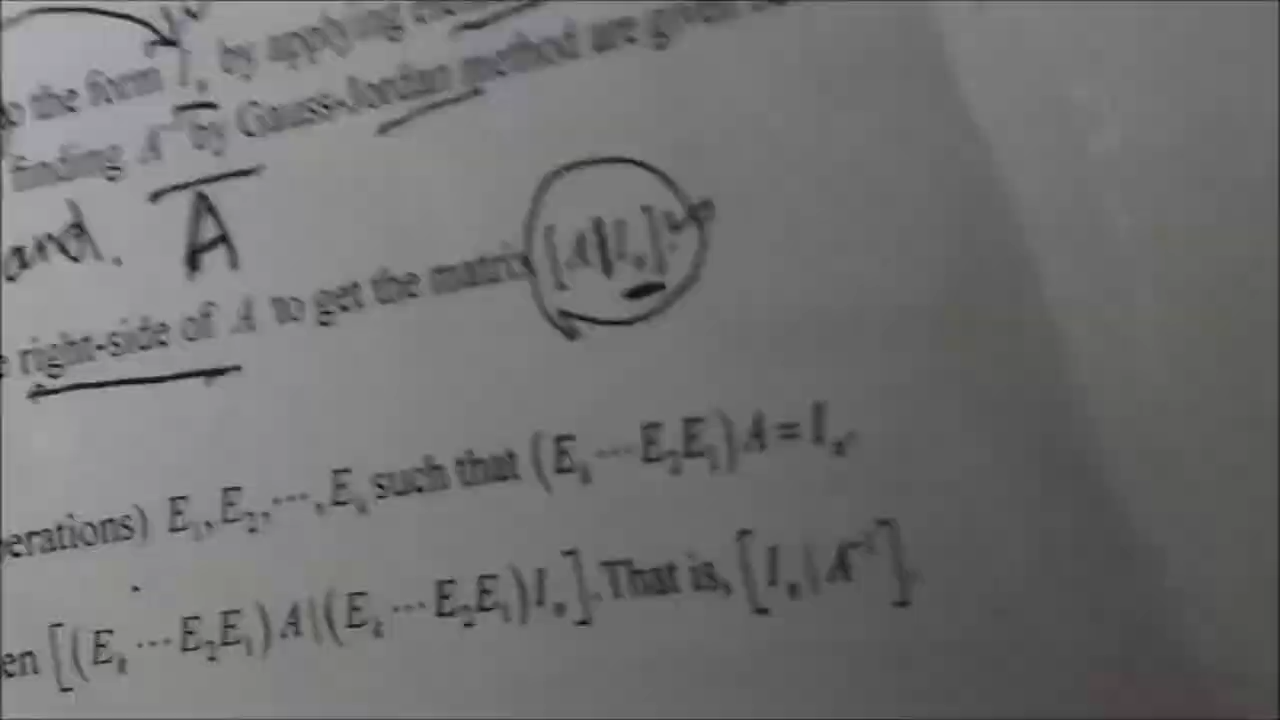 the form Iₙ by applying
finding A⁻¹ by Gauss-Jordan method are given
and. A
right-side of A to get the matrix [A|Iₙ].
erations) E₁, E₂, ⋯, Eₖ such that (Eₖ ⋯ E₂E₁) A = Iₙ.
en [(Eₖ ⋯ E₂E₁) A | (Eₖ ⋯ E₂E₁) Iₙ]. That is, [Iₙ | A⁻¹].